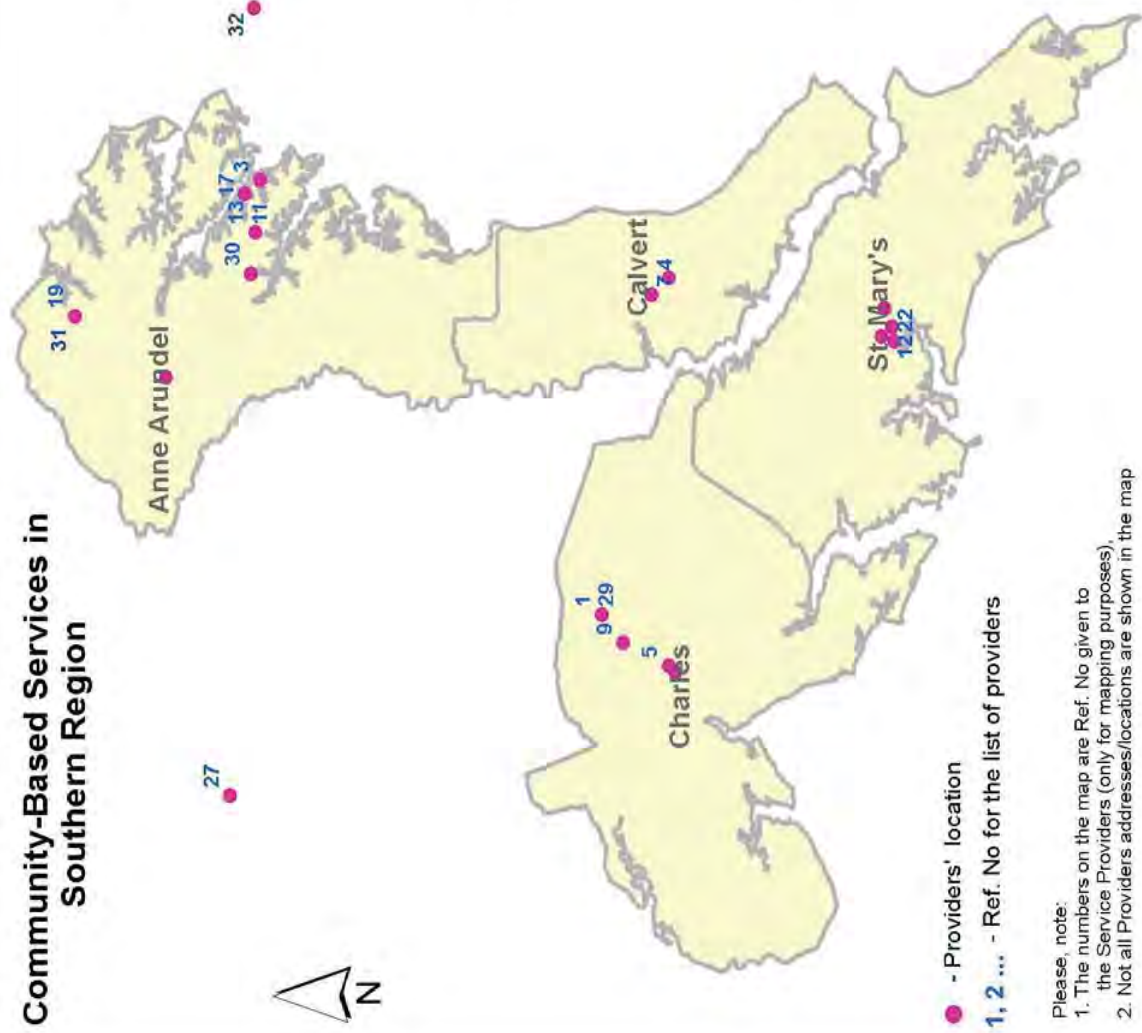 Community-Based Services in
Southern Region
N
32
31
19
30
13
17
3
11
Anne Arundel
27
Calvert
7
4
1
9
29
5
Charles
St. Mary's
12
22
- Providers' location
1, 2 ... - Ref. No for the list of providers
Please, note:
1. The numbers on the map are Ref. No given to
the Service Providers (only for mapping purposes),
2. Not all Providers addresses/locations are shown in the map